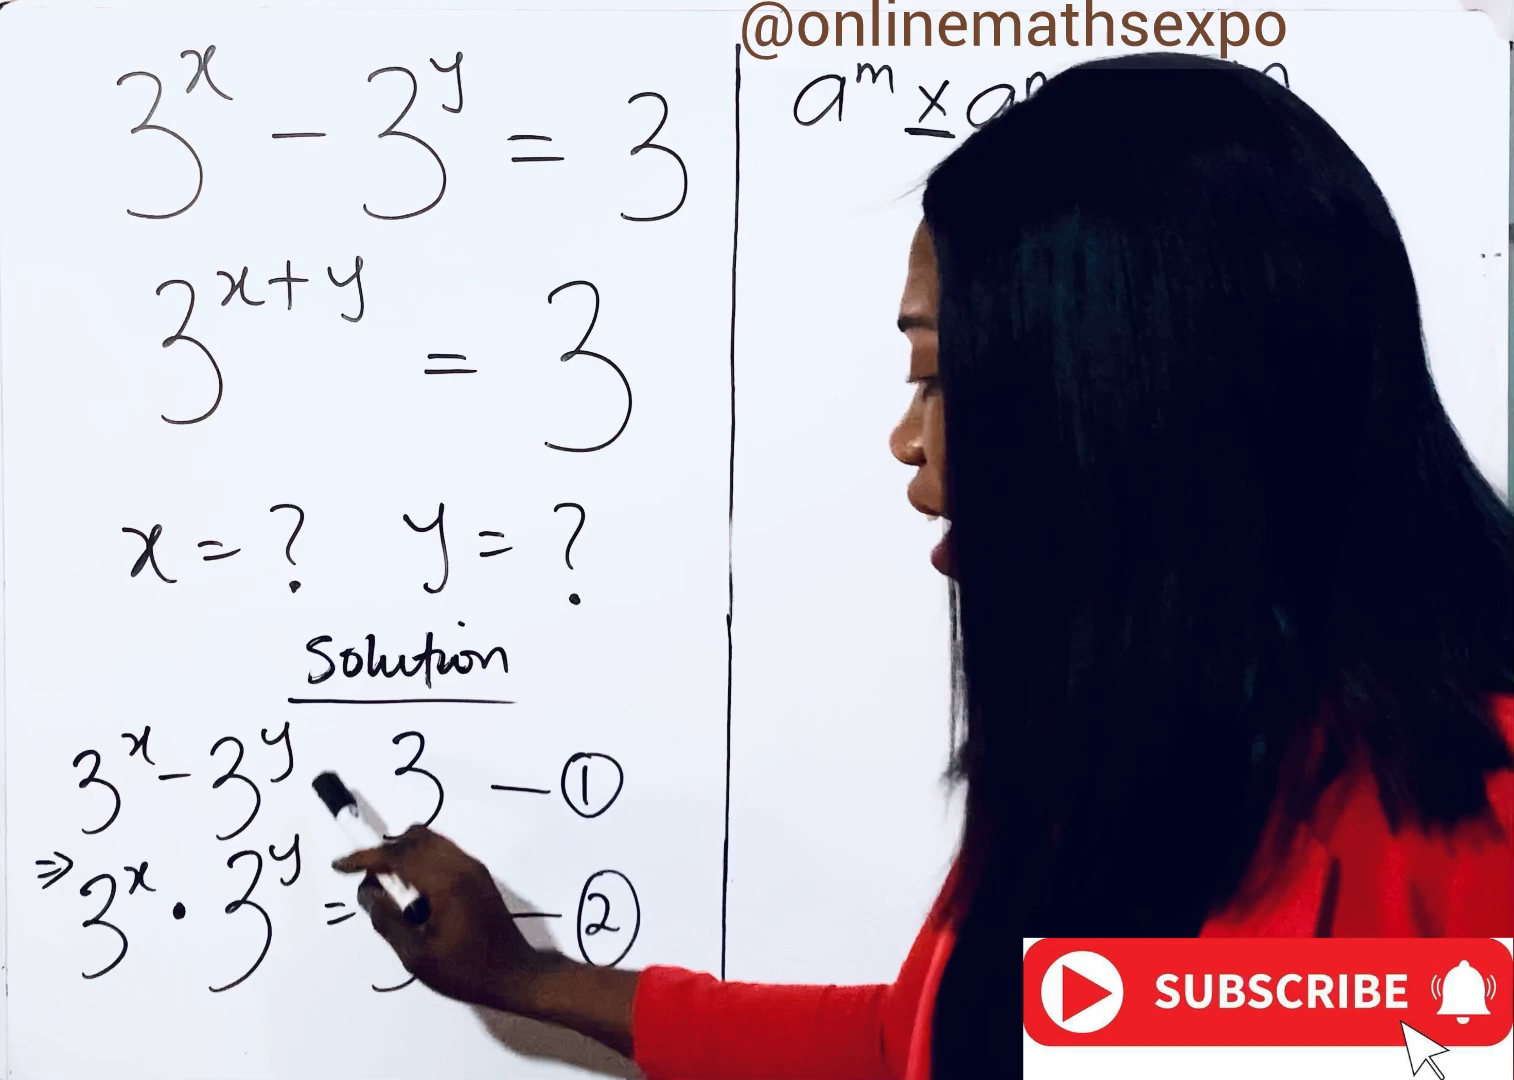 @onlinemathsexpo
3^x - 3^y = 3
3^{x+y} = 3
x = ? y = ?
Solution
3^x - 3^y 3 - ①
⇒ 3^x · 3^y = - ②
a^m × a
SUBSCRIBE